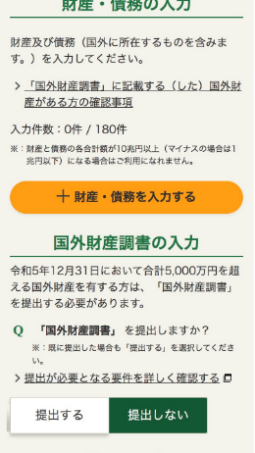 財産・債務の入力
財産及び債務（国外に所在するものを含みま
す。）を入力してください。
> 「国外財産調書」に記載する（した）国外財
産がある方の確認事項
入力件数：0件 / 180件
※：財産と債務の各合計額が10兆円以上（マイナスの場合は1
兆円以下）になる場合はご利用になれません。
＋財産・債務を入力する
国外財産調書の入力
令和5年12月31日において合計5,000万円を超
える国外財産を有する方は、「国外財産調書」
を提出する必要があります。
Q 「国外財産調書」を提出しますか？
※：既に提出した場合も「提出する」を選択してくださ
い。
> 提出が必要となる要件を詳しく確認する
提出する 提出しない